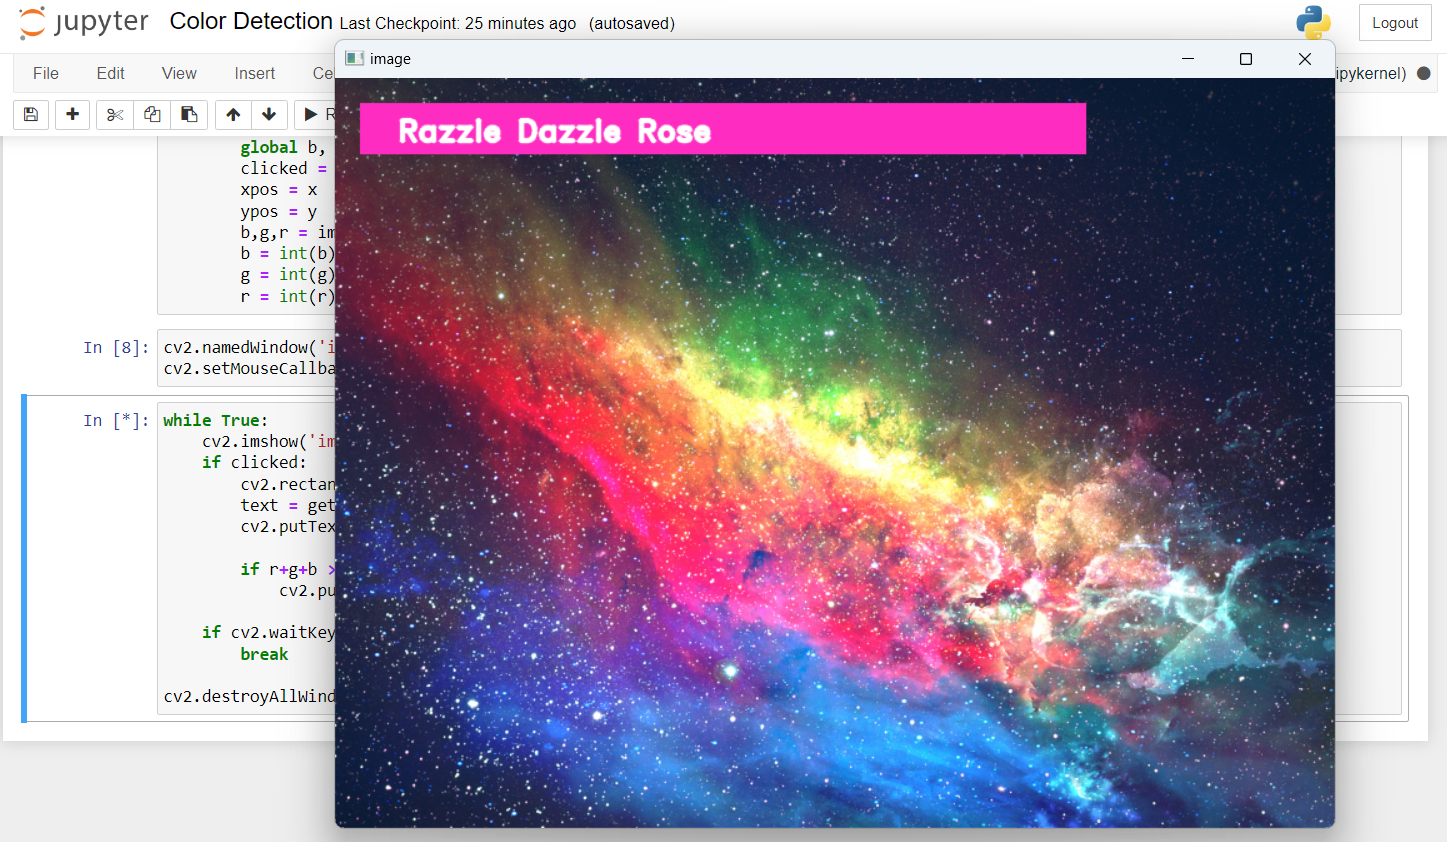 jupyter Color Detection Last Checkpoint: 25 minutes ago (autosaved) Logout
image
File Edit View Insert ipykernel)
Razzle Dazzle Rose
global b,
clicked =
xpos = x
ypos = y
b,g,r = im
b = int(b)
g = int(g)
r = int(r)
In [8]: cv2.namedWindow('i
cv2.setMouseCallba
In [*]: while True:
cv2.imshow('im
if clicked:
cv2.rectan
text = get
cv2.putTex
if r+g+b >
cv2.pu
if cv2.waitKey
break
cv2.destroyAllWind